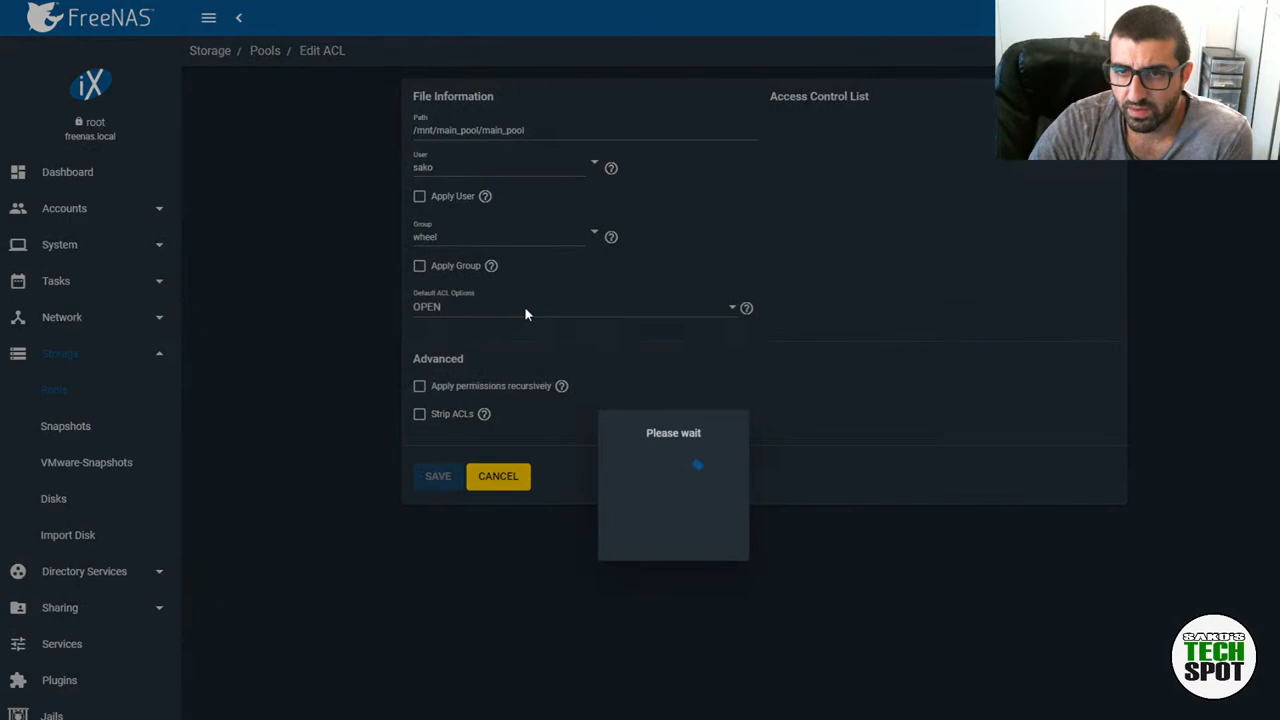 FreeNAS
Storage / Pools / Edit ACL
iX
root
freenas.local
Dashboard
Accounts
System
Tasks
Network
Storage
Pools
Snapshots
VMware-Snapshots
Disks
Import Disk
Directory Services
Sharing
Services
Plugins
Jails
File Information
Path
/mnt/main_pool/main_pool
User
sako
Apply User
Group
wheel
Apply Group
Default ACL Options
OPEN
Advanced
Apply permissions recursively
Strip ACLs
SAVE
CANCEL
Access Control List
Please wait
SAKO'S
TECH
SPOT